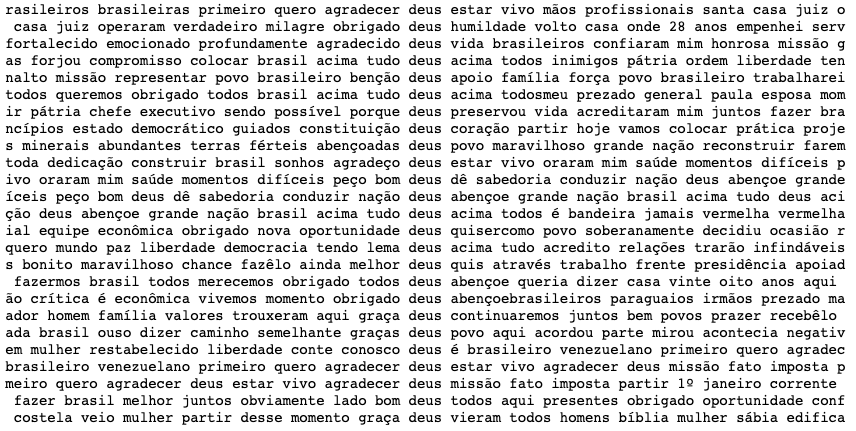 rasileiros brasileiras primeiro quero agradecer deus estar vivo mãos profissionais santa casa juiz o
casa juiz operaram verdadeiro milagre obrigado deus humildade volto casa onde 28 anos empenhei serv
fortalecido emocionado profundamente agradecido deus vida brasileiros confiaram mim honrosa missão g
as forjou compromisso colocar brasil acima tudo deus acima todos inimigos pátria ordem liberdade ten
nalto missão representar povo brasileiro benção deus apoio família força povo brasileiro trabalharei
todos queremos obrigado todos brasil acima tudo deus acima todosmeu prezado general paula esposa mom
ir pátria chefe executivo sendo possível porque deus preservou vida acreditaram mim juntos fazer bra
ncípios estado democrático guiados constituição deus coração partir hoje vamos colocar prática proje
s minerais abundantes terras férteis abençoadas deus povo maravilhoso grande nação reconstruir farem
toda dedicação construir brasil sonhos agradeço deus estar vivo oraram mim saúde momentos difíceis p
ivo oraram mim saúde momentos difíceis peço bom deus dê sabedoria conduzir nação deus abençoe grande
íceis peço bom deus dê sabedoria conduzir nação deus abençoe grande nação brasil acima tudo deus aci
ção deus abençoe grande nação brasil acima tudo deus acima todos é bandeira jamais vermelha vermelha
ial equipe econômica obrigado nova oportunidade deus quisercomo povo soberanamente decidiu ocasião r
quero mundo paz liberdade democracia tendo lema deus acima tudo acredito relações trarão infindáveis
s bonito maravilhoso chance fazêlo ainda melhor deus quis através trabalho frente presidência apoiad
fazermos brasil todos merecemos obrigado todos deus abençoe queria dizer casa vinte oito anos aqui
ão crítica é econômica vivemos momento obrigado deus abençoebrasileiros paraguaios irmãos prezado ma
ador homem família valores trouxeram aqui graça deus continuaremos juntos bem povos prazer recebêlo
ada brasil ouso dizer caminho semelhante graças deus povo aqui acordou parte mirou acontecia negativ
em mulher restabelecido liberdade conte conosco deus é brasileiro venezuelano primeiro quero agradec
brasileiro venezuelano primeiro quero agradecer deus estar vivo agradecer deus missão fato imposta p
meiro quero agradecer deus estar vivo agradecer deus missão fato imposta partir 1º janeiro corrente
fazer brasil melhor juntos obviamente lado bom deus todos aqui presentes obrigado oportunidade conf
costela veio mulher partir desse momento graça deus vieram todos homens bíblia mulher sábia edifica